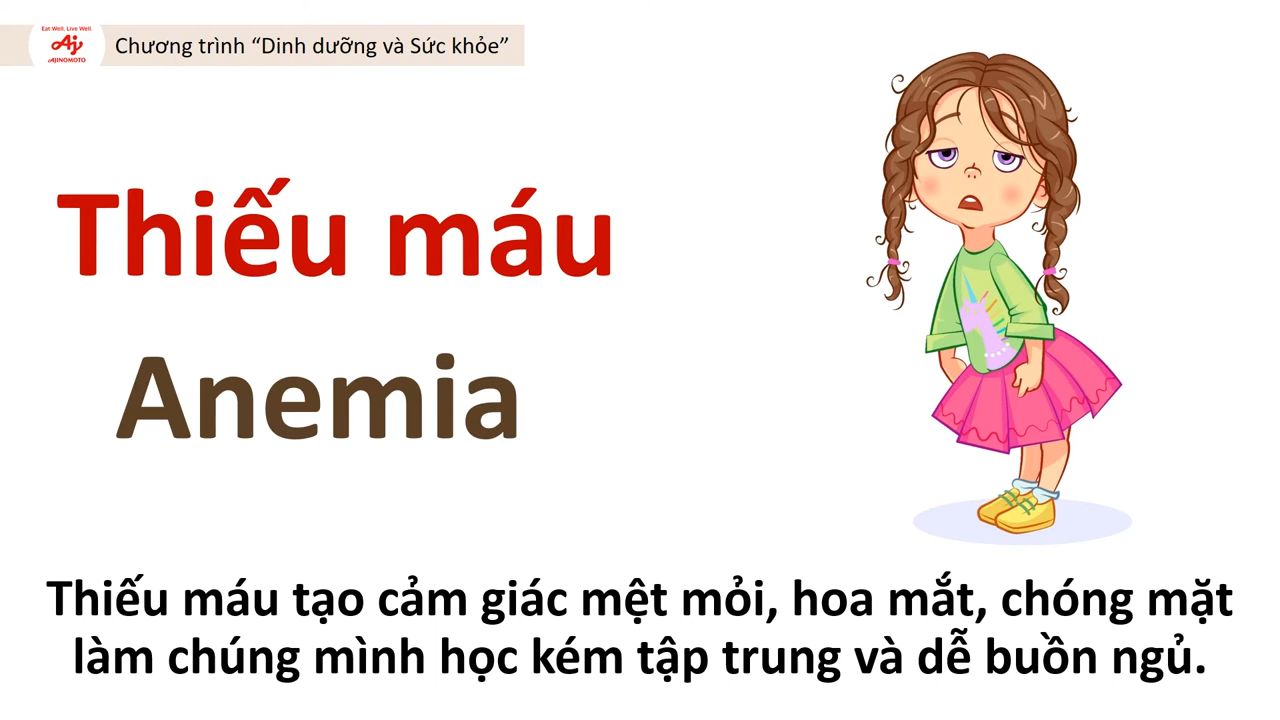 Eat Well, Live Well.
Aj
AJINOMOTO
Chương trình “Dinh dưỡng và Sức khỏe”
Thiếu máu
Anemia
Thiếu máu tạo cảm giác mệt mỏi, hoa mắt, chóng mặt
làm chúng mình học kém tập trung và dễ buồn ngủ.